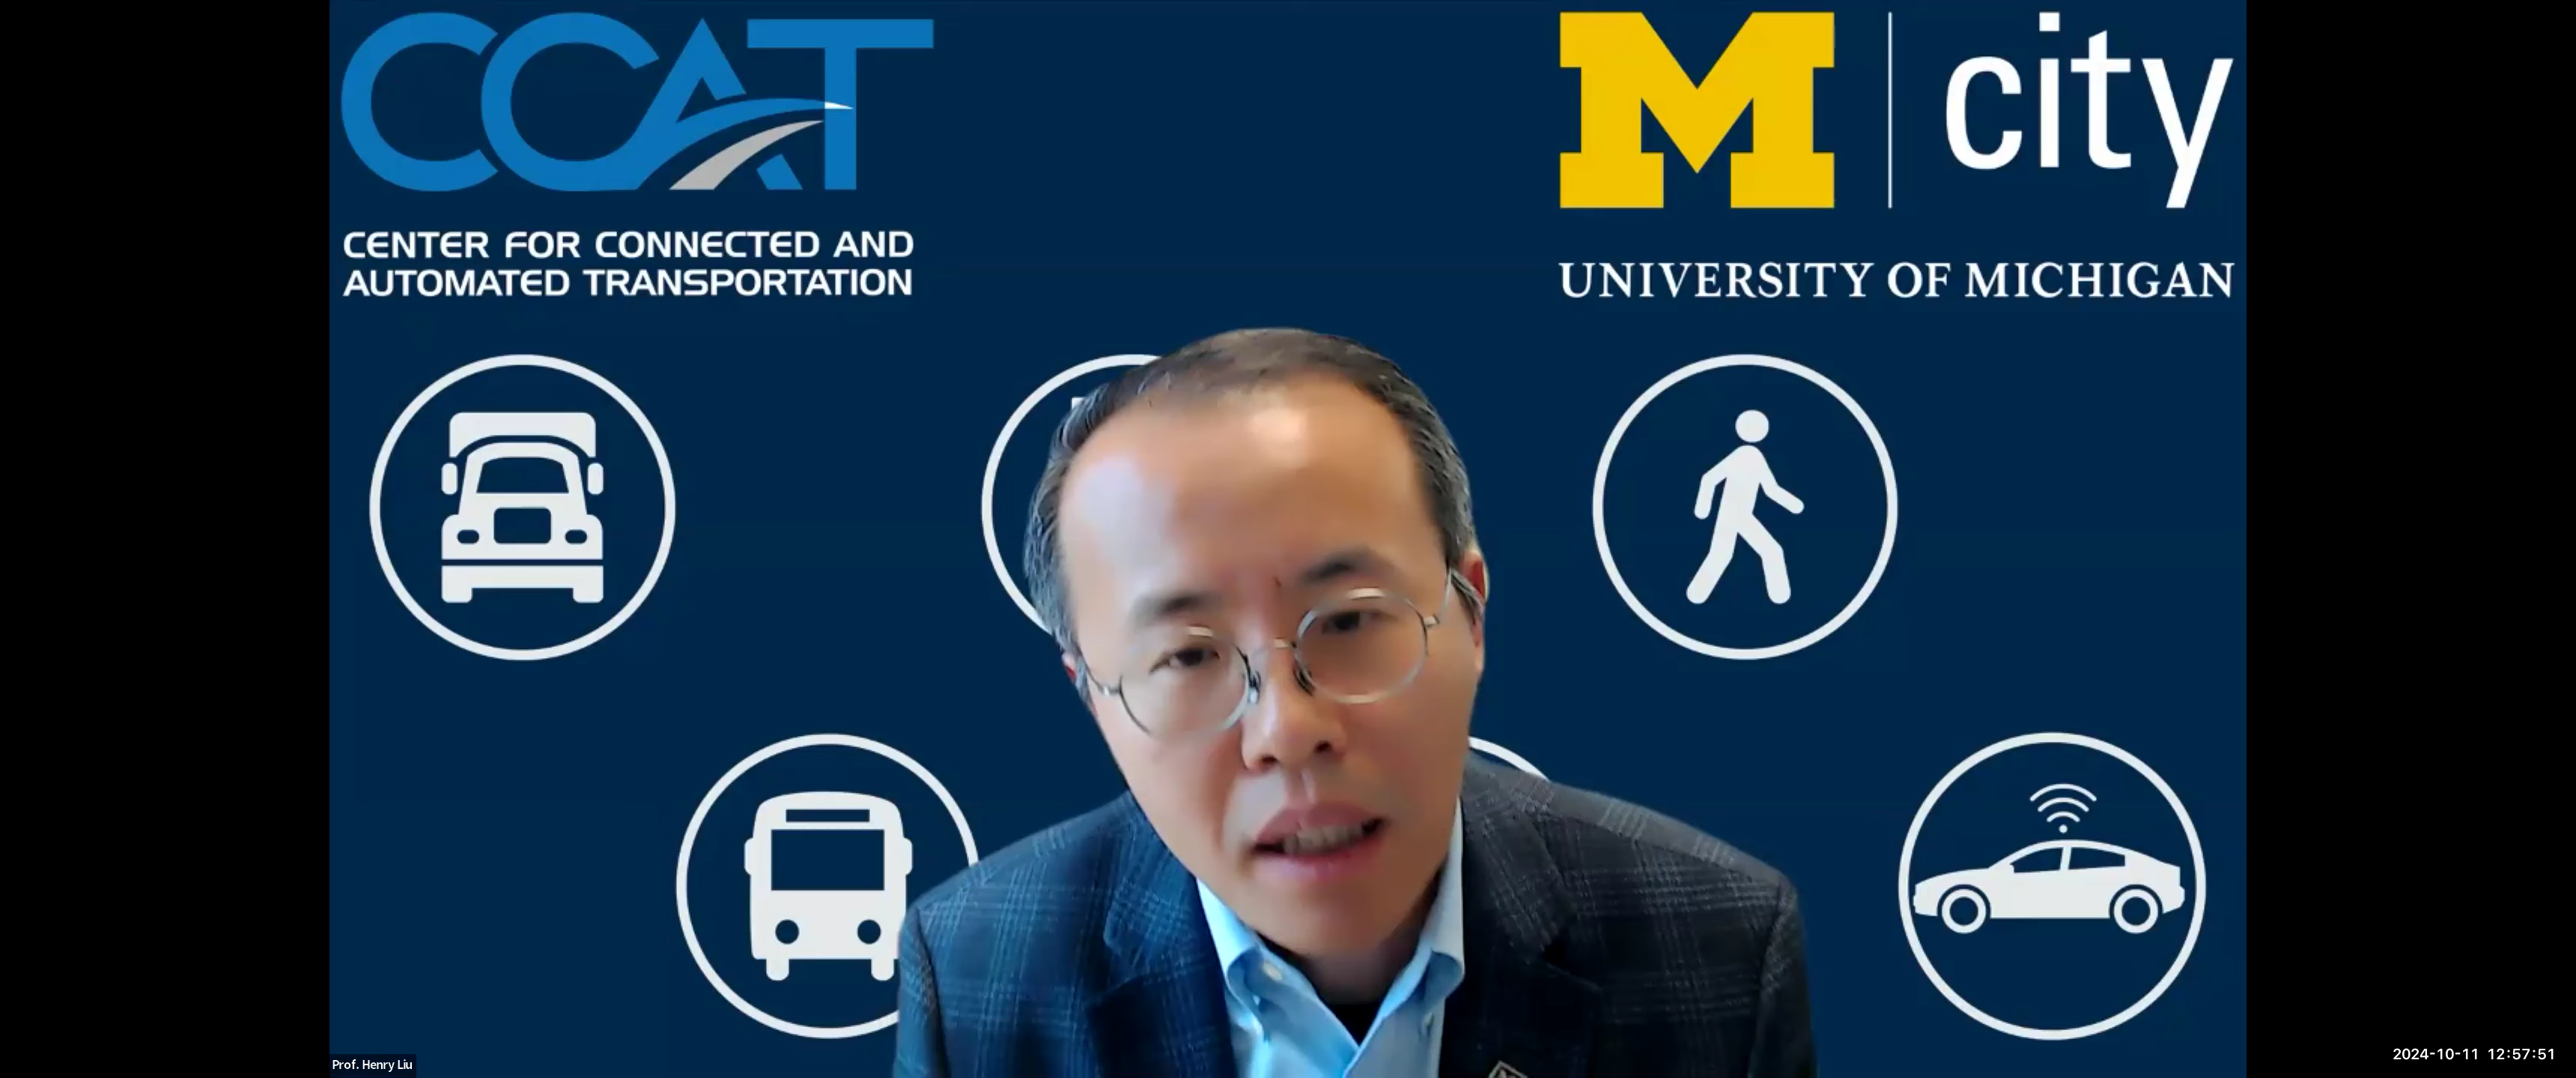 CCAT
CENTER FOR CONNECTED AND
AUTOMATED TRANSPORTATION
M | city
UNIVERSITY OF MICHIGAN
Prof. Henry Liu
2024-10-11 12:57:51